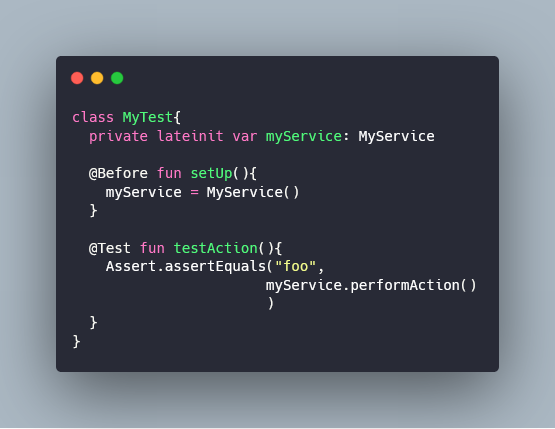 class MyTest{
  private lateinit var myService: MyService

  @Before fun setUp(){
    myService = MyService()
  }

  @Test fun testAction(){
    Assert.assertEquals("foo",
                       myService.performAction()
                       )
  }
}